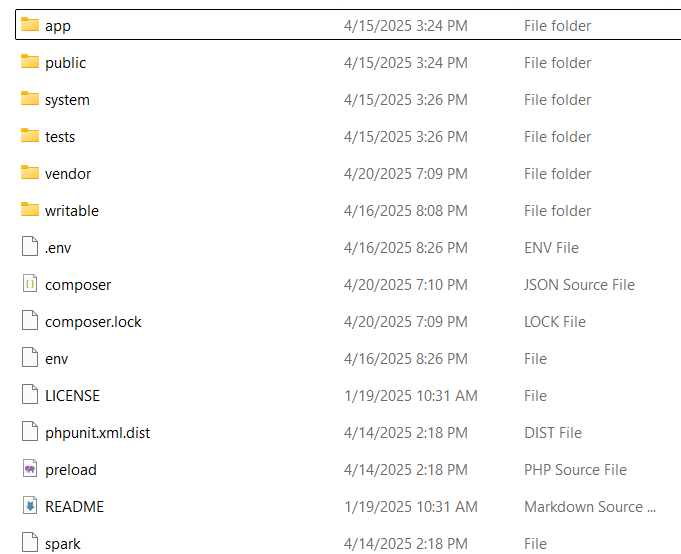 app 4/15/2025 3:24 PM File folder
public 4/15/2025 3:24 PM File folder
system 4/15/2025 3:26 PM File folder
tests 4/15/2025 3:26 PM File folder
vendor 4/20/2025 7:09 PM File folder
writable 4/16/2025 8:08 PM File folder
.env 4/16/2025 8:26 PM ENV File
composer 4/20/2025 7:10 PM JSON Source File
composer.lock 4/20/2025 7:09 PM LOCK File
env 4/16/2025 8:26 PM File
LICENSE 1/19/2025 10:31 AM File
phpunit.xml.dist 4/14/2025 2:18 PM DIST File
preload 4/14/2025 2:18 PM PHP Source File
README 1/19/2025 10:31 AM Markdown Source ...
spark 4/14/2025 2:18 PM File